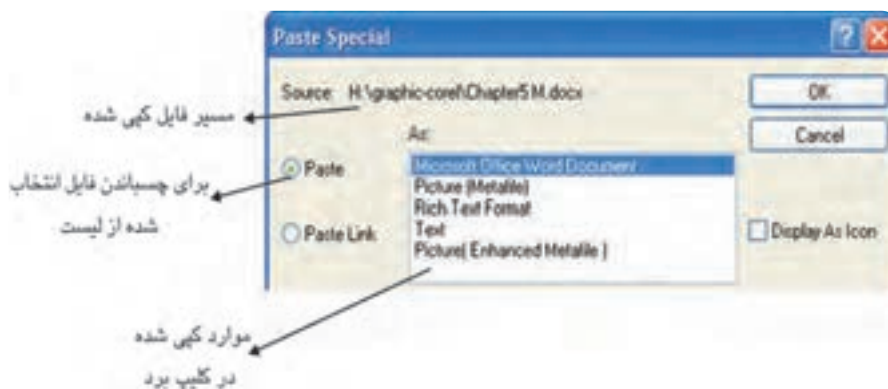 Paste Special
Source: H:\graphic-corel\Chapter5 M.docx
OK
مسیر فایل کپی شده
As:
Cancel
Paste
Microsoft Office Word Document
Picture (Metafile)
Rich Text Format
Text
Picture( Enhanced Metafile )
برای چسباندن فایل انتخاب
شده از لیست
Paste Link
Display As Icon
موارد کپی شده
در کلیپ برد